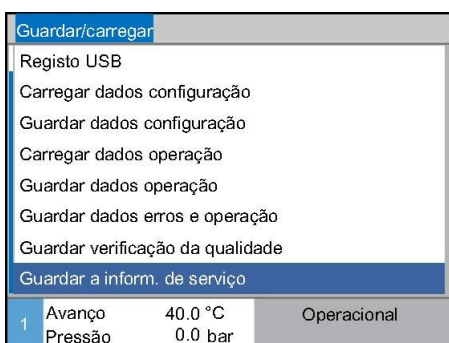 Guardar/carregar
Registo USB
Carregar dados configuração
Guardar dados configuração
Carregar dados operação
Guardar dados operação
Guardar dados erros e operação
Guardar verificação da qualidade
Guardar a inform. de serviço
1 Avanço 40.0 °C Operacional
Pressão 0.0 bar